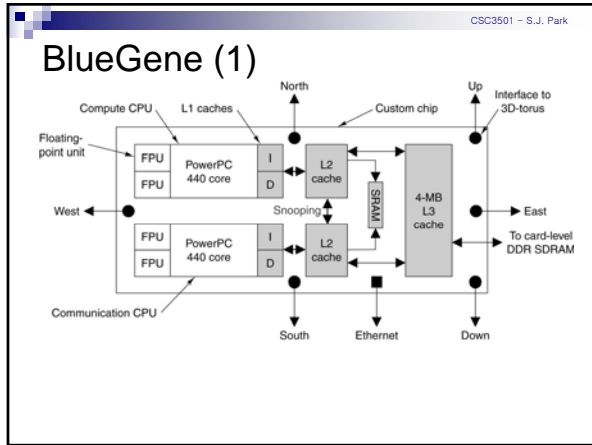 CSC3501 – S.J. Park
BlueGene (1)
North
Up
Interface to
3D-torus
Compute CPU
L1 caches
Custom chip
Floating-
point unit
FPU
FPU
PowerPC
440 core
I
D
L2
cache
SRAM
4-MB
L3
cache
West
Snooping
East
To card-level
DDR SDRAM
FPU
FPU
PowerPC
440 core
I
D
L2
cache
Communication CPU
South
Ethernet
Down